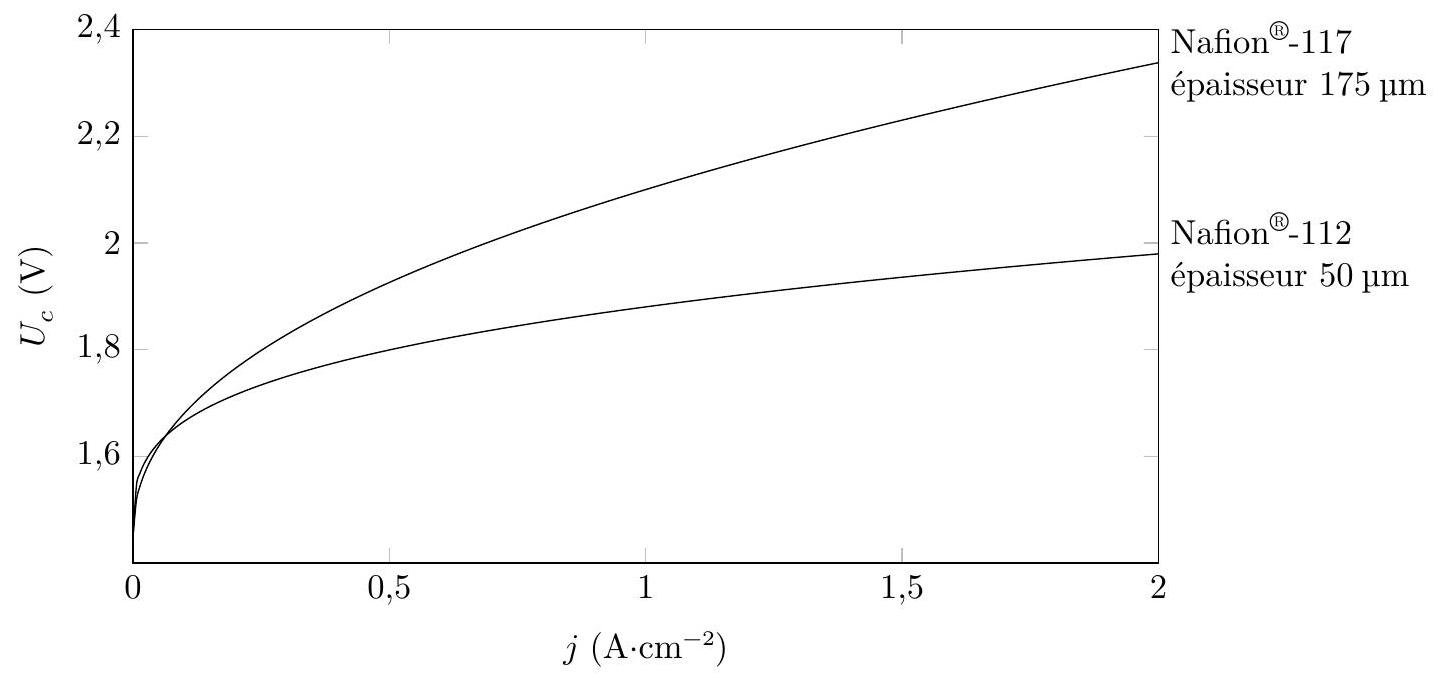 2,4
2,2
2
1,8
1,6
U_c (V)
0 0,5 1 1,5 2
j (A·cm⁻²)
Nafion®-117
épaisseur 175 µm
Nafion®-112
épaisseur 50 µm